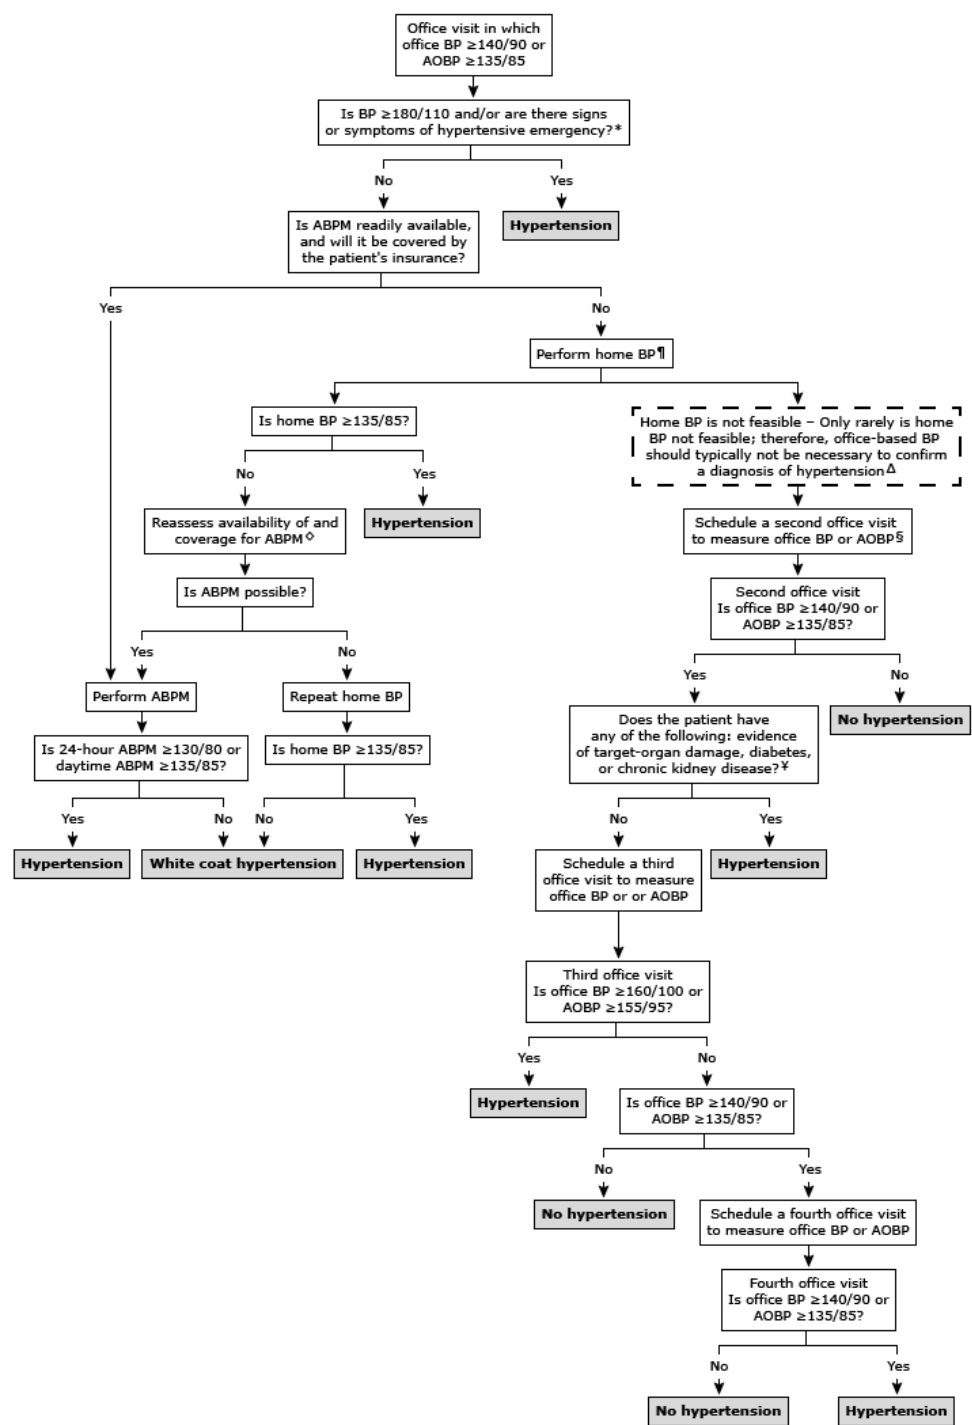 Office visit in which
office BP ≥140/90 or
AOBP ≥135/85
Is BP ≥180/110 and/or are there signs
or symptoms of hypertensive emergency?*
No
Yes
Is ABPM readily available,
and will it be covered by
the patient's insurance?
Hypertension
Yes
No
Perform home BP¶
Is home BP ≥135/85?
Home BP is not feasible – Only rarely is home
BP not feasible; therefore, office-based BP
should typically not be necessary to confirm
a diagnosis of hypertensionΔ
No
Yes
Reassess availability of and
coverage for ABPM◇
Hypertension
Schedule a second office visit
to measure office BP or AOBP§
Is ABPM possible?
Second office visit
Is office BP ≥140/90 or
AOBP ≥135/85?
Yes
No
Yes
No
Perform ABPM
Repeat home BP
Does the patient have
any of the following: evidence
of target-organ damage, diabetes,
or chronic kidney disease?¥
No hypertension
Is 24-hour ABPM ≥130/80 or
daytime ABPM ≥135/85?
Is home BP ≥135/85?
Yes
No
No
Yes
No
Yes
Hypertension
White coat hypertension
Hypertension
Schedule a third
office visit to measure
office BP or or AOBP
Hypertension
Third office visit
Is office BP ≥160/100 or
AOBP ≥155/95?
Yes
No
Hypertension
Is office BP ≥140/90 or
AOBP ≥135/85?
No
Yes
No hypertension
Schedule a fourth office visit
to measure office BP or AOBP
Fourth office visit
Is office BP ≥140/90 or
AOBP ≥135/85?
No
Yes
No hypertension
Hypertension